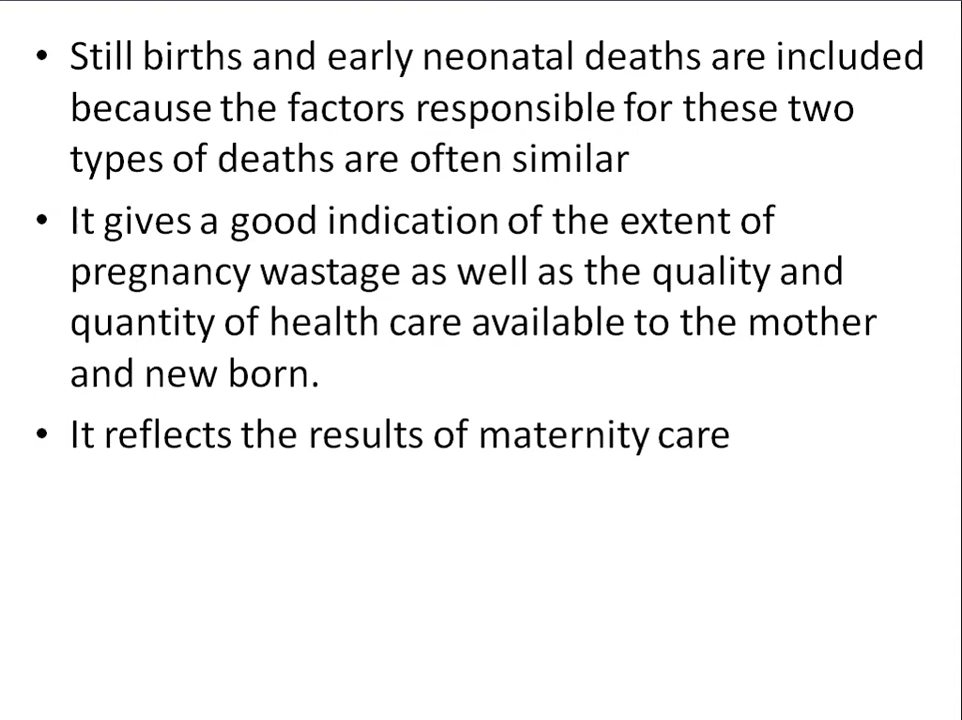 • Still births and early neonatal deaths are included
because the factors responsible for these two
types of deaths are often similar
• It gives a good indication of the extent of
pregnancy wastage as well as the quality and
quantity of health care available to the mother
and new born.
• It reflects the results of maternity care